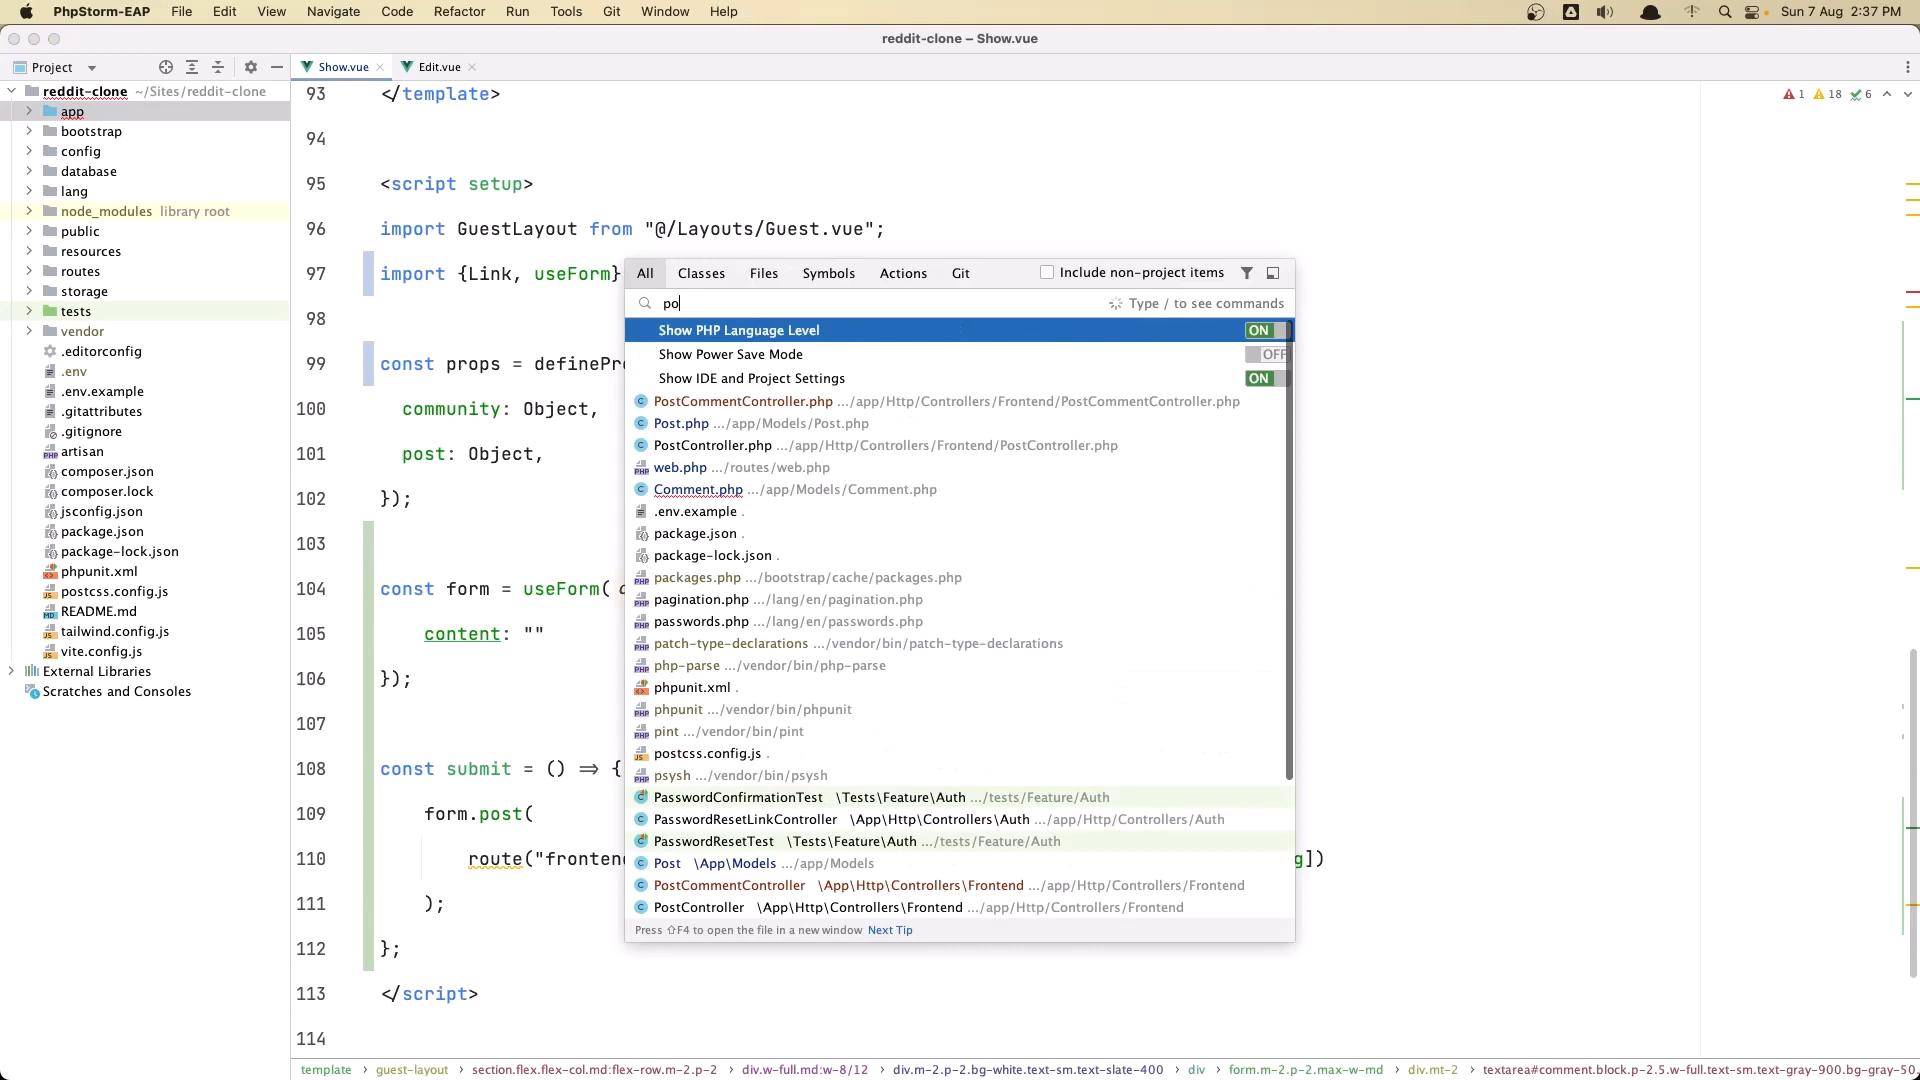 PhpStorm-EAP File Edit View Navigate Code Refactor Run Tools Git Window Help Sun 7 Aug 2:37 PM
reddit-clone – Show.vue
Project Show.vue Edit.vue
reddit-clone ~/Sites/reddit-clone
app
bootstrap
config
database
lang
node_modules library root
public
resources
routes
storage
tests
vendor
.editorconfig
.env
.env.example
.gitattributes
.gitignore
artisan
composer.json
composer.lock
jsconfig.json
package.json
package-lock.json
phpunit.xml
postcss.config.js
README.md
tailwind.config.js
vite.config.js
External Libraries
Scratches and Consoles
93 </template>
1 18 6
94
95 <script setup>
96 import GuestLayout from "@/Layouts/Guest.vue";
97 import {Link, useForm}
98
99 const props = definePr
100 community: Object,
101 post: Object,
102 });
103
104 const form = useForm(
105 content: ""
106 });
107
108 const submit = () => {
109 form.post(
110 route("frontend g])
111 );
112 };
113 </script>
114
All Classes Files Symbols Actions Git Include non-project items
po Type / to see commands
Show PHP Language Level ON
Show Power Save Mode OFF
Show IDE and Project Settings ON
PostCommentController.php .../app/Http/Controllers/Frontend/PostCommentController.php
Post.php .../app/Models/Post.php
PostController.php .../app/Http/Controllers/Frontend/PostController.php
web.php .../routes/web.php
Comment.php .../app/Models/Comment.php
.env.example .
package.json .
package-lock.json .
packages.php .../bootstrap/cache/packages.php
pagination.php .../lang/en/pagination.php
passwords.php .../lang/en/passwords.php
patch-type-declarations .../vendor/bin/patch-type-declarations
php-parse .../vendor/bin/php-parse
phpunit.xml .
phpunit .../vendor/bin/phpunit
pint .../vendor/bin/pint
postcss.config.js .
psysh .../vendor/bin/psysh
PasswordConfirmationTest \Tests\Feature\Auth .../tests/Feature/Auth
PasswordResetLinkController \App\Http\Controllers\Auth .../app/Http/Controllers/Auth
PasswordResetTest \Tests\Feature\Auth .../tests/Feature/Auth
Post \App\Models .../app/Models
PostCommentController \App\Http\Controllers\Frontend .../app/Http/Controllers/Frontend
PostController \App\Http\Controllers\Frontend .../app/Http/Controllers/Frontend
Press ⇧F4 to open the file in a new window Next Tip
template › guest-layout › section.flex.flex-col.md:flex-row.m-2.p-2 › div.w-full.md:w-8/12 › div.m-2.p-2.bg-white.text-sm.text-slate-400 › div › form.m-2.p-2.max-w-md › div.mt-2 › textarea#comment.block.p-2.5.w-full.text-sm.text-gray-900.bg-gray-50.